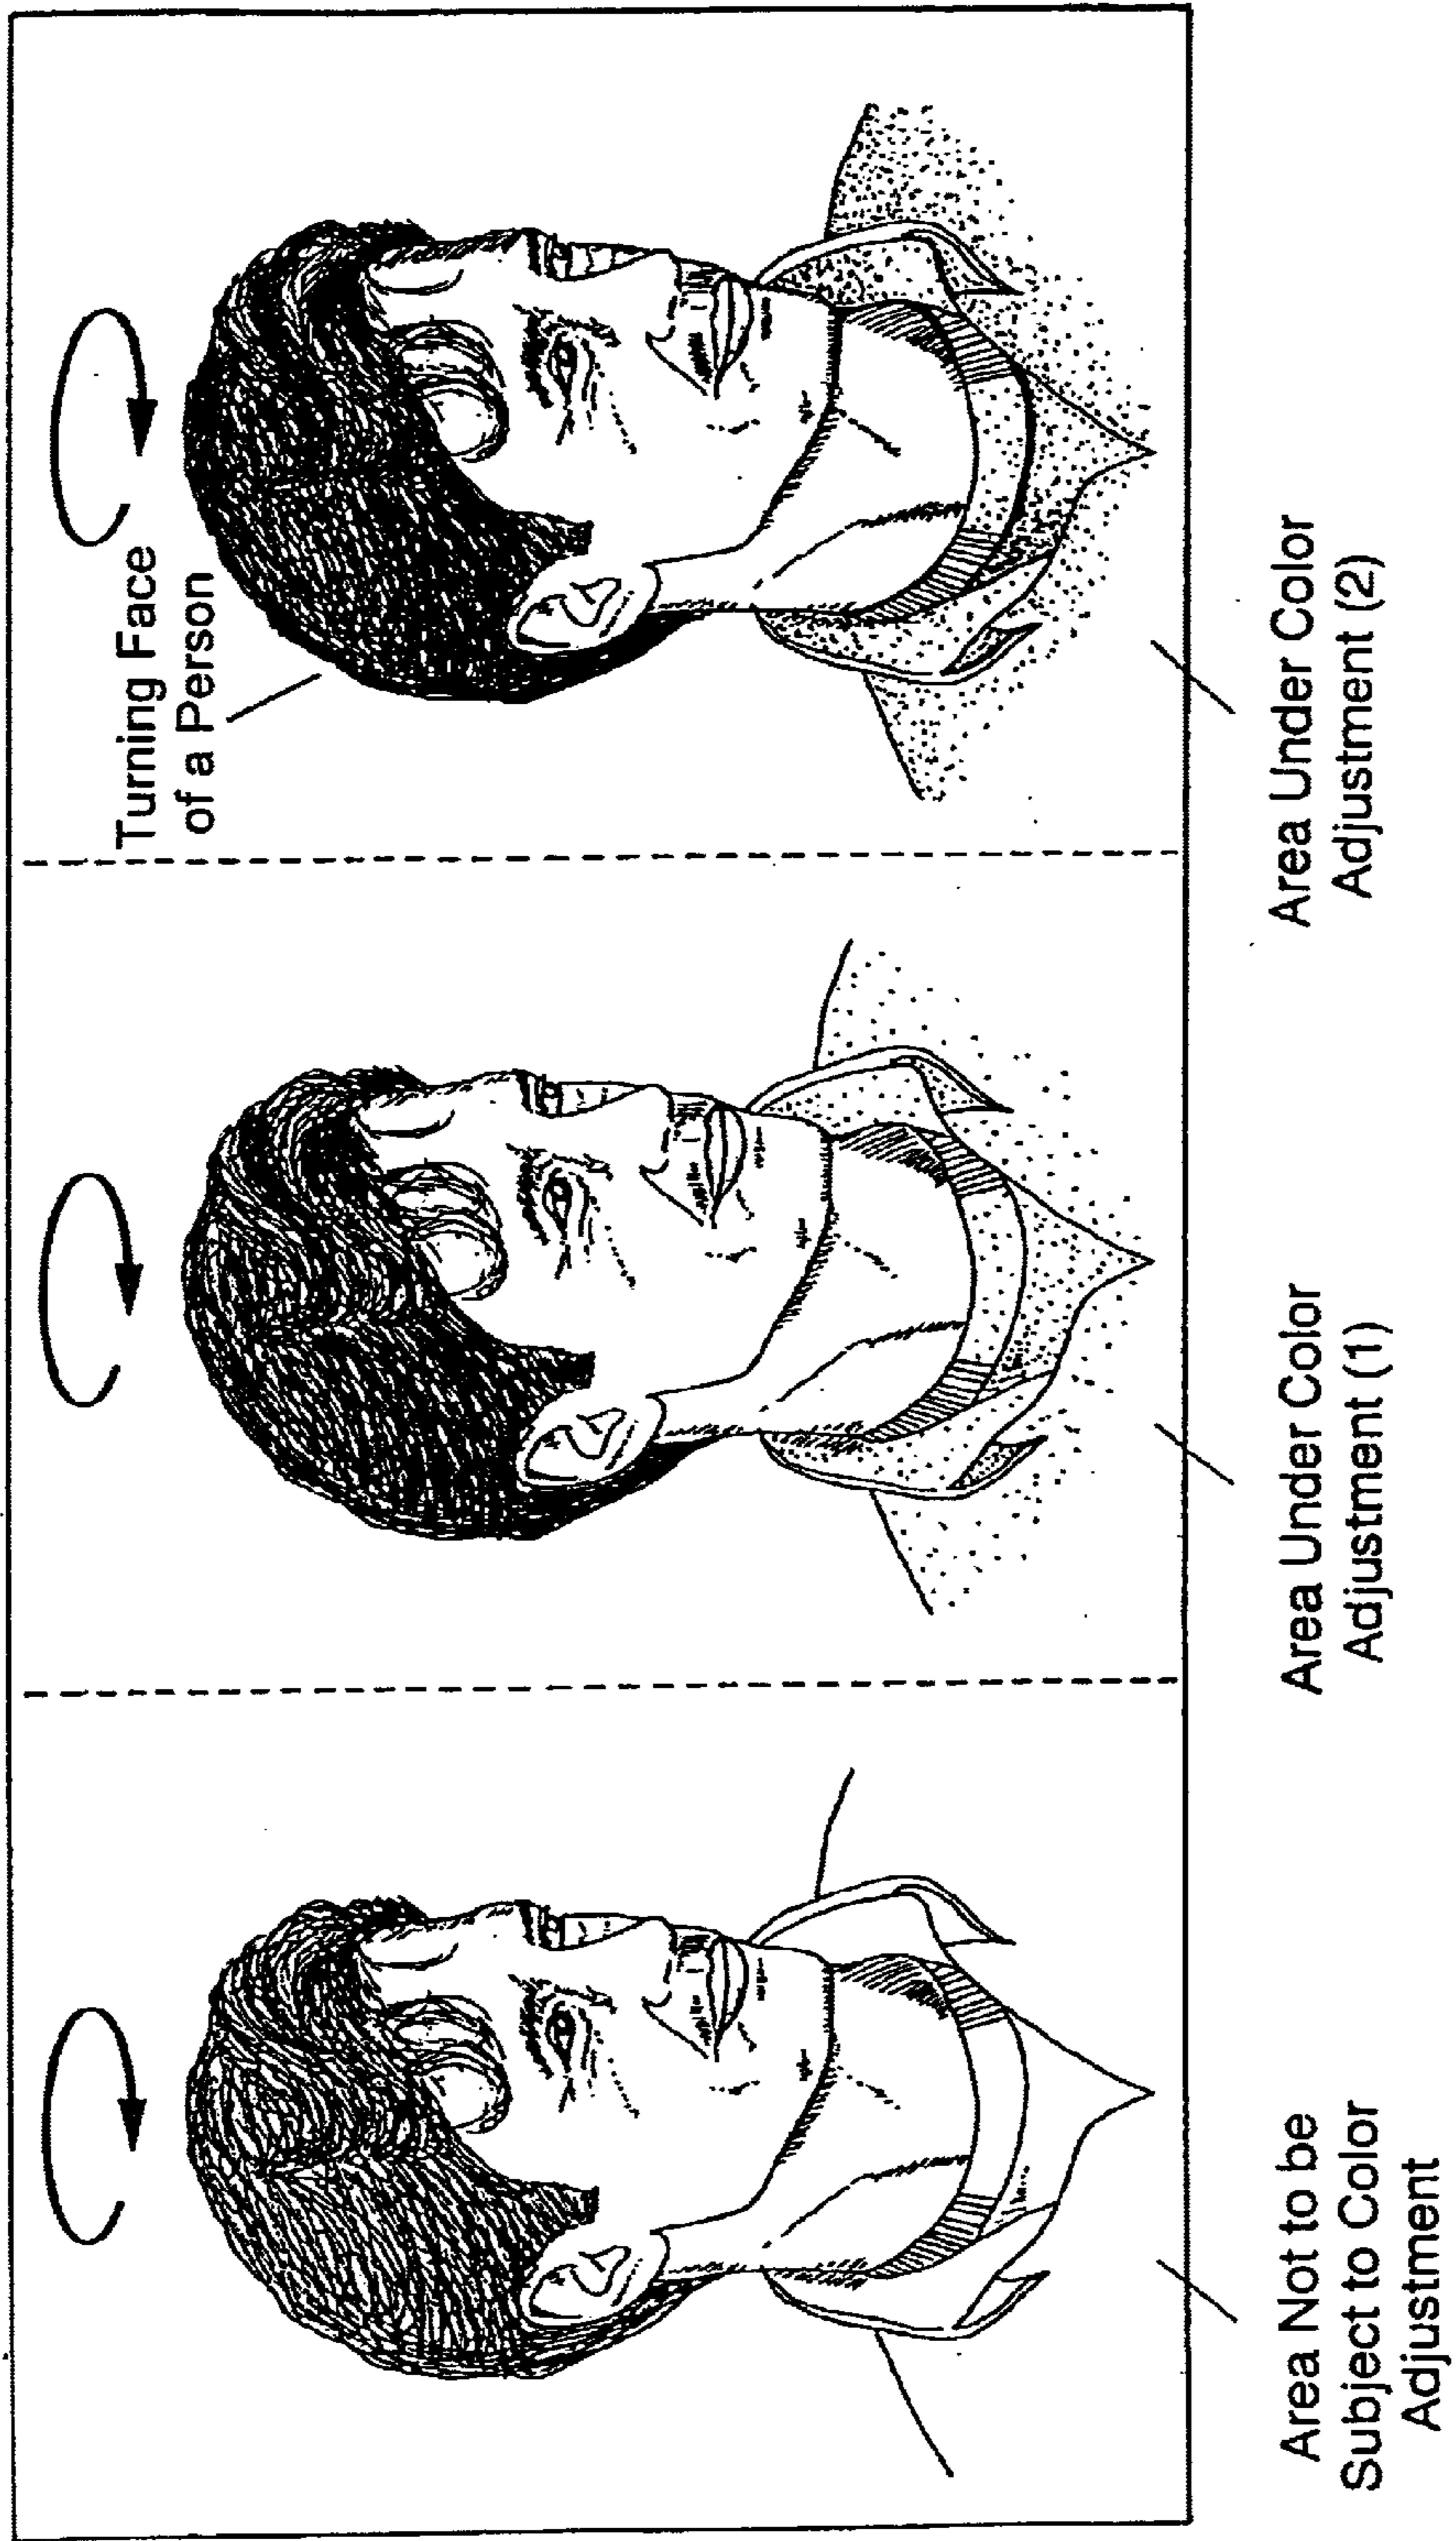 Turning Face
of a Person
Area Not to be
Subject to Color
Adjustment
Area Under Color
Adjustment (1)
Area Under Color
Adjustment (2)